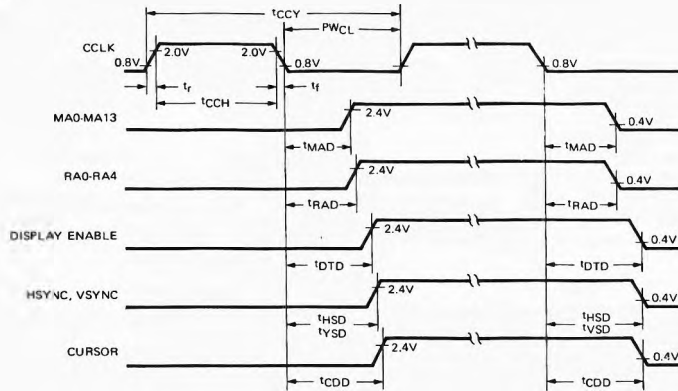 tCCY
PWCL
CCLK
2.0V 2.0V
0.8V 0.8V 0.8V
tr tf
tCCH
MA0-MA13
2.4V 0.4V
tMAD tMAD
RA0-RA4
2.4V 0.4V
tRAD tRAD
DISPLAY ENABLE
2.4V 0.4V
tDTD tDTD
HSYNC, VSYNC
2.4V 0.4V
tHSD tHSD
tYSD tVSD
CURSOR
2.4V 0.4V
tCDD tCDD